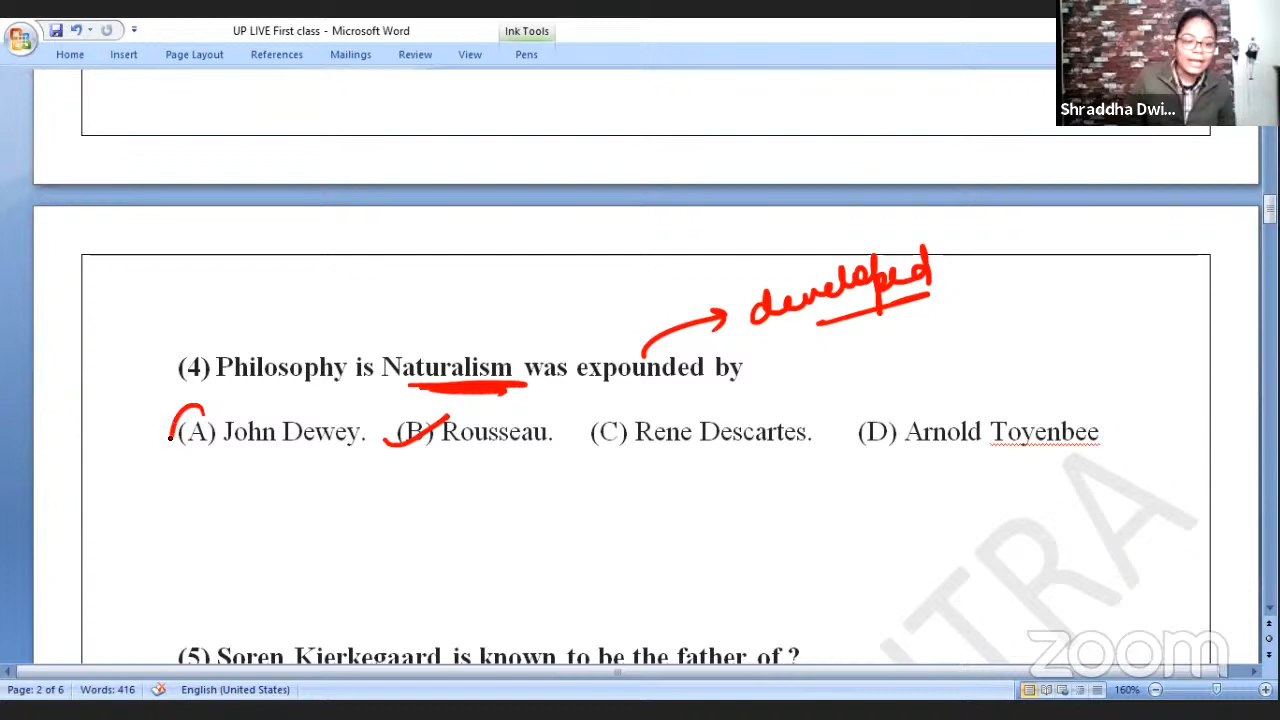 UP LIVE First class - Microsoft Word
Ink Tools
Home Insert Page Layout References Mailings Review View Pens
Shraddha Dwi...
developed
(4) Philosophy is Naturalism was expounded by
(A) John Dewey. (B) Rousseau. (C) Rene Descartes. (D) Arnold Toyenbee
TRA
zoom
(5) Soren Kierkegaard is known to be the father of ?
Page: 2 of 6 Words: 416 English (United States) 160%